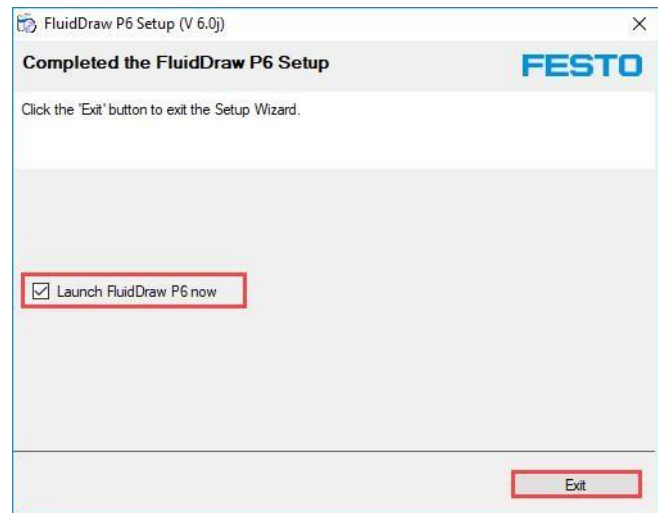 FluidDraw P6 Setup (V 6.0j)
Completed the FluidDraw P6 Setup
FESTO
Click the 'Exit' button to exit the Setup Wizard.
Launch FluidDraw P6 now
Exit